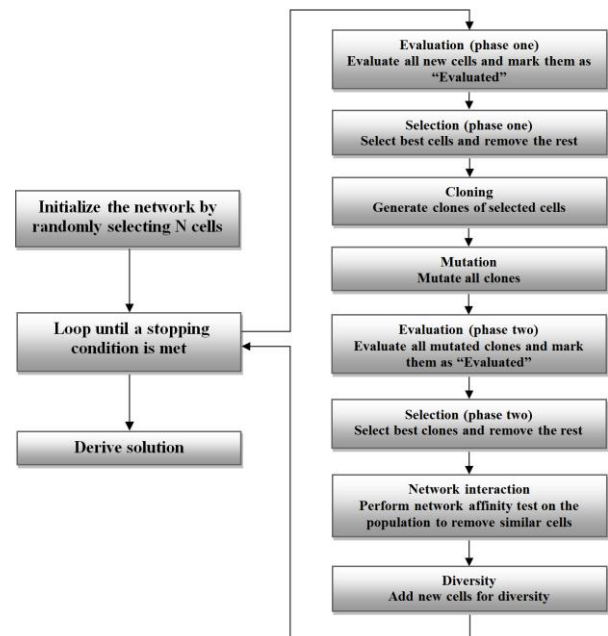 Initialize the network by
randomly selecting N cells
Loop until a stopping
condition is met
Derive solution
Evaluation (phase one)
Evaluate all new cells and mark them as
“Evaluated”
Selection (phase one)
Select best cells and remove the rest
Cloning
Generate clones of selected cells
Mutation
Mutate all clones
Evaluation (phase two)
Evaluate all mutated clones and mark
them as “Evaluated”
Selection (phase two)
Select best clones and remove the rest
Network interaction
Perform network affinity test on the
population to remove similar cells
Diversity
Add new cells for diversity